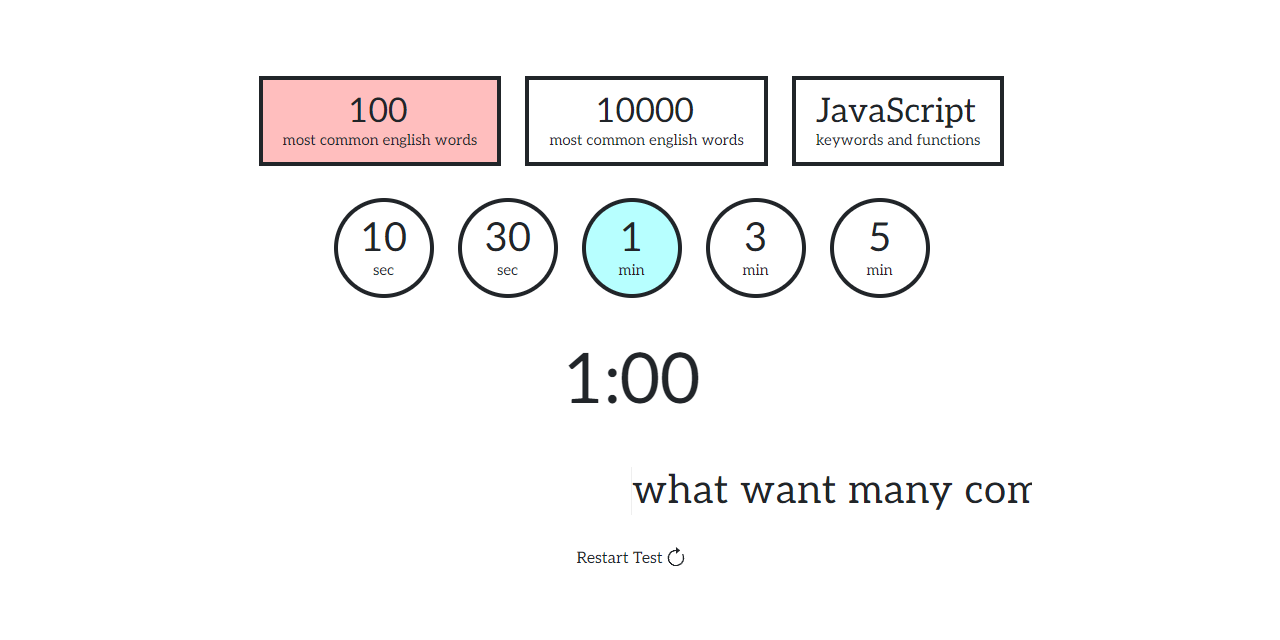 100
most common english words
10000
most common english words
JavaScript
keywords and functions
10
sec
30
sec
1
min
3
min
5
min
1:00
what want many com
Restart Test